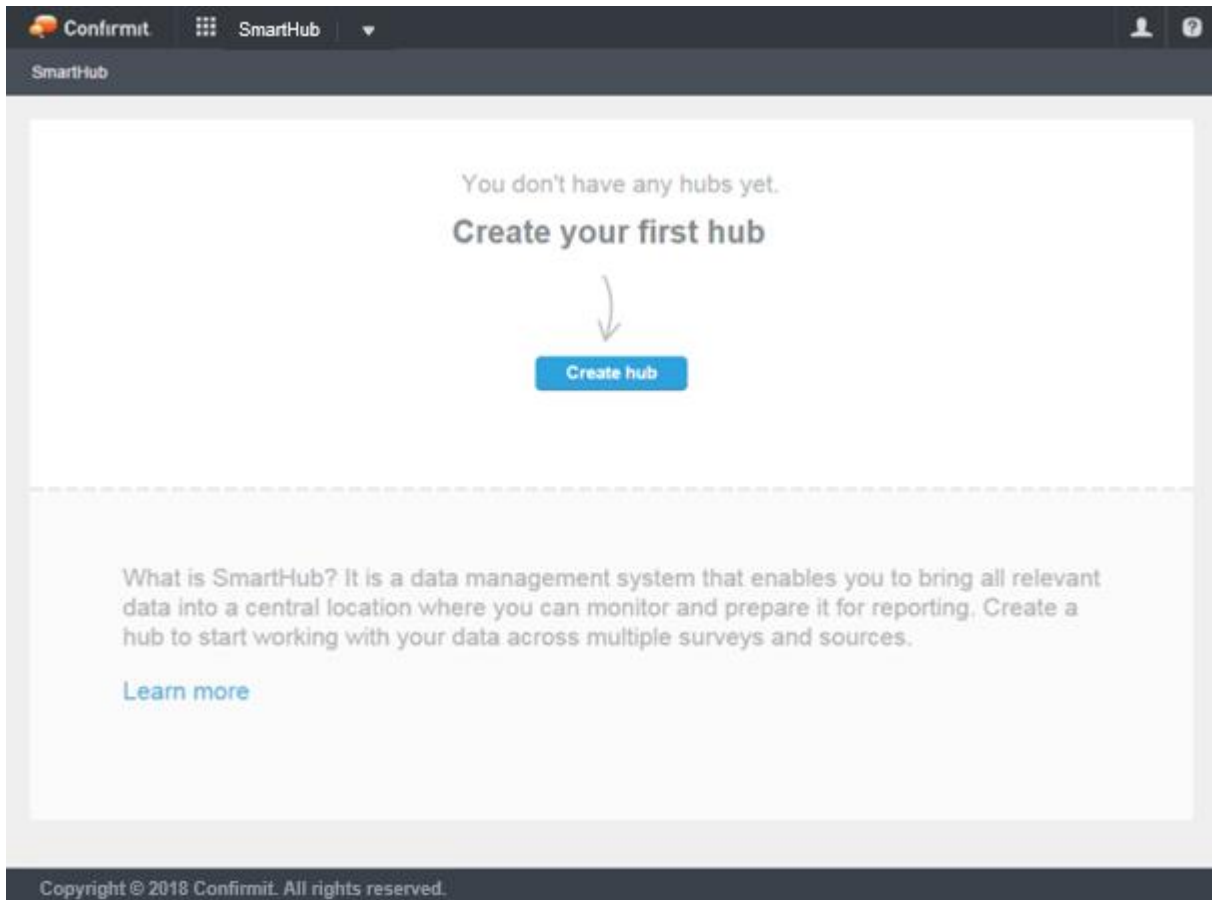 Confirmit SmartHub
SmartHub
You don't have any hubs yet.
Create your first hub
Create hub
What is SmartHub? It is a data management system that enables you to bring all relevant
data into a central location where you can monitor and prepare it for reporting. Create a
hub to start working with your data across multiple surveys and sources.
Learn more
Copyright © 2018 Confirmit. All rights reserved.